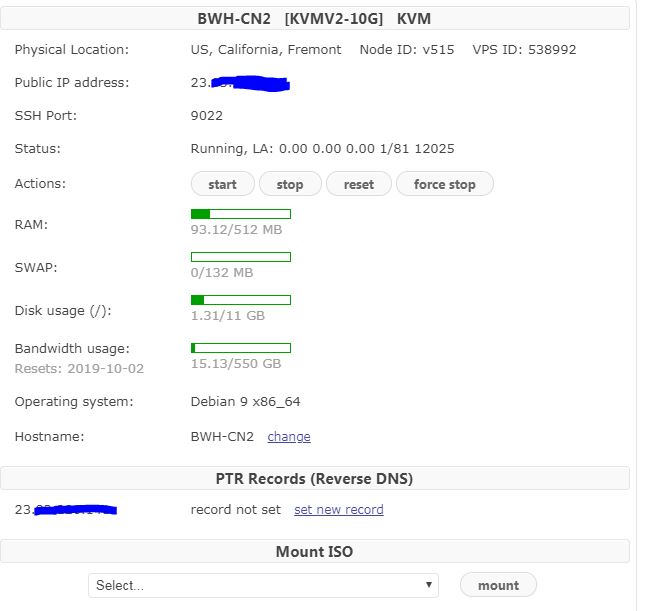 BWH-CN2 [KVMV2-10G] KVM
Physical Location: US, California, Fremont Node ID: v515 VPS ID: 538992
Public IP address: 23.
SSH Port: 9022
Status: Running, LA: 0.00 0.00 0.00 1/81 12025
Actions: start stop reset force stop
RAM: 93.12/512 MB
SWAP: 0/132 MB
Disk usage (/): 1.31/11 GB
Bandwidth usage:
Resets: 2019-10-02 15.13/550 GB
Operating system: Debian 9 x86_64
Hostname: BWH-CN2 change
PTR Records (Reverse DNS)
23. record not set set new record
Mount ISO
Select... mount